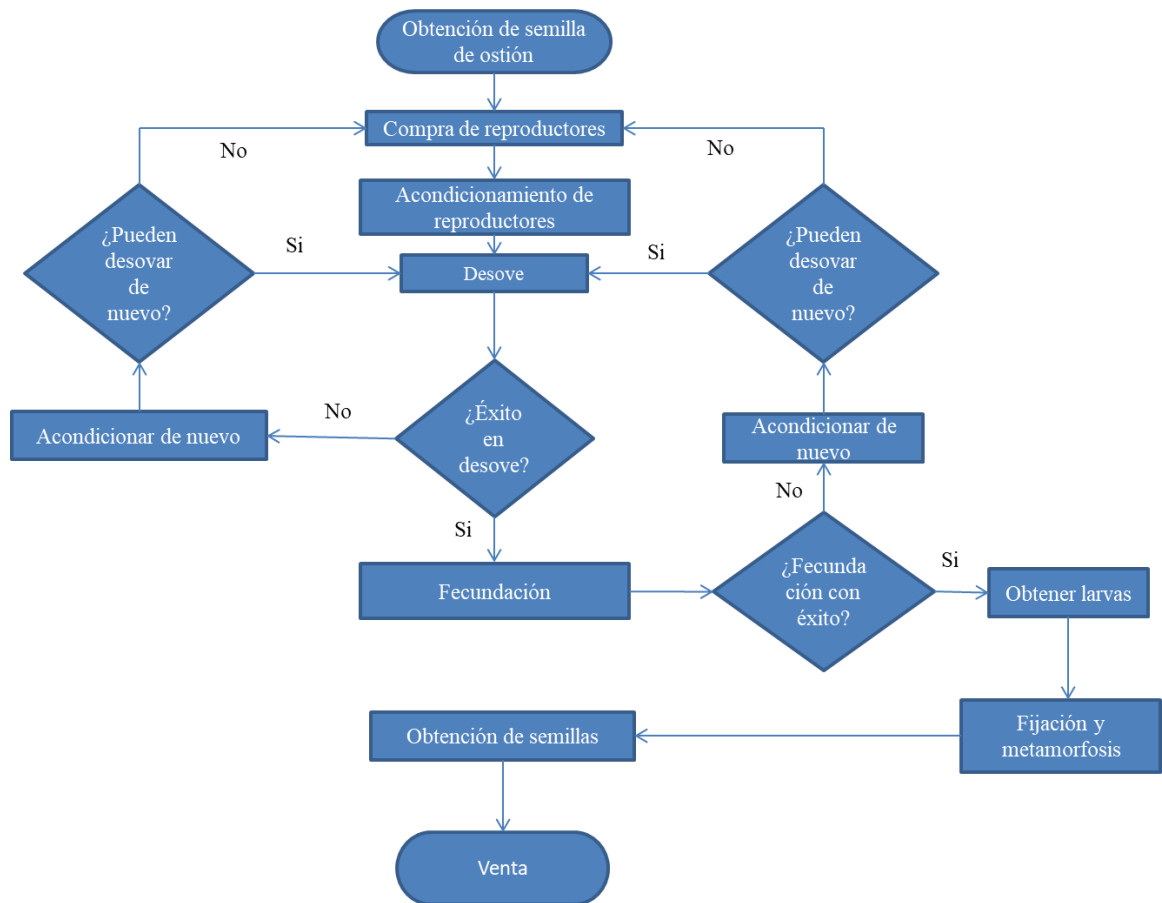 Obtención de semilla
de ostión
Compra de reproductores
No
No
Acondicionamiento de
reproductores
¿Pueden
desovar
de
nuevo?
Si
Desove
Si
¿Pueden
desovar
de
nuevo?
Acondicionar de nuevo
No
¿Éxito
en
desove?
Acondicionar de
nuevo
No
Si
Fecundación
¿Fecunda
ción con
éxito?
Si
Obtener larvas
Fijación y
metamorfosis
Obtención de semillas
Venta